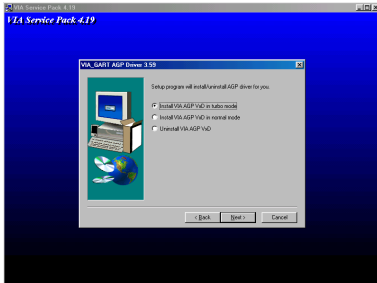 VIA Service Pack 4.19
VIA Service Pack 4.19
VIA_GART AGP Driver 3.59
Setup program will install/uninstall AGP driver for you.
Install VIA AGP VxD in turbo mode
Install VIA AGP VxD in normal mode
Uninstall VIA AGP VxD
< Back
Next >
Cancel